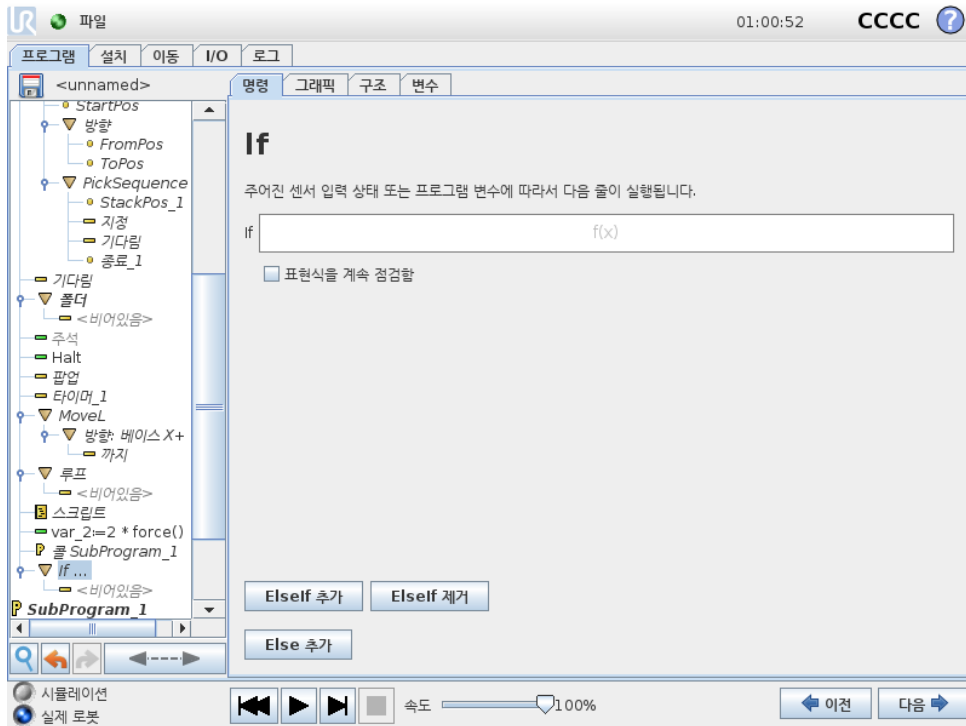 파일
01:00:52
CCCC
?
프로그램 설치 이동 I/O 로그
<unnamed>
명령 그래픽 구조 변수
StartPos
방향
FromPos
ToPos
PickSequence
StackPos_1
지정
기다림
종료_1
기다림
폴더
<비어있음>
주석
Halt
팝업
타이머_1
MoveL
방향: 베이스 X+
까지
루프
<비어있음>
스크립트
var_2:=2 * force()
콜 SubProgram_1
If ...
<비어있음>
SubProgram_1
If
주어진 센서 입력 상태 또는 프로그램 변수에 따라서 다음 줄이 실행됩니다.
If f(x)
표현식을 계속 점검함
ElseIf 추가 ElseIf 제거
Else 추가
시뮬레이션
실제 로봇
속도 100%
이전 다음